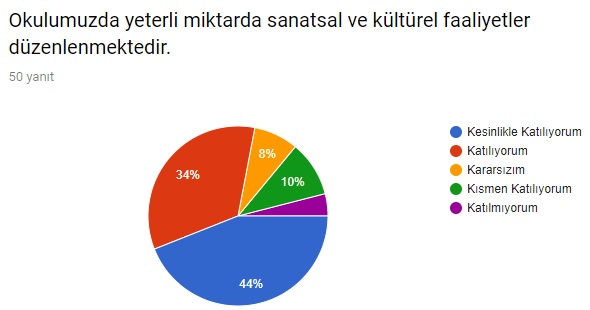 Okulumuzda yeterli miktarda sanatsal ve kültürel faaliyetler
düzenlenmektedir.
50 yanıt
Kesinlikle Katılıyorum
Katılıyorum
Kararsızım
Kısmen Katılıyorum
Katılmıyorum
8%
34%
10%
44%